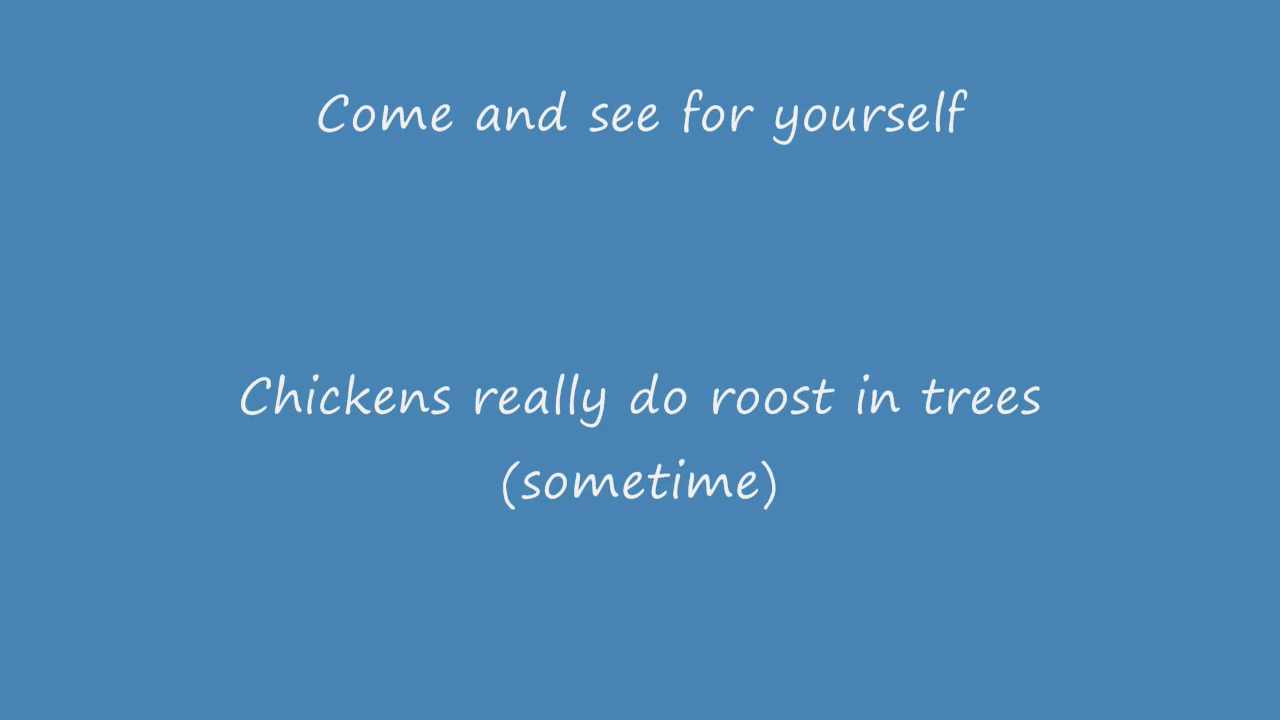 Come and see for yourself
Chickens really do roost in trees
(sometime)